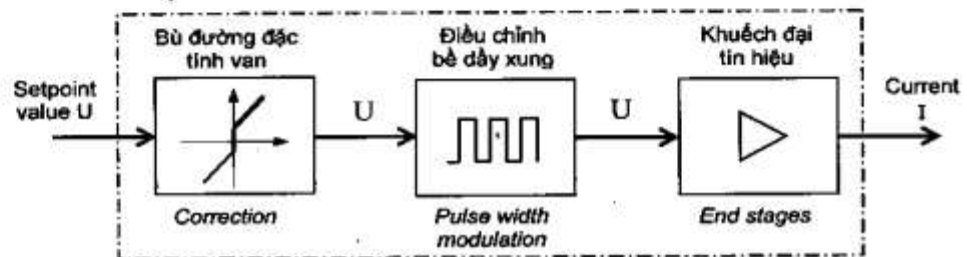 Bù đường đặc
tính van
Điều chỉnh
bề dầy xung
Khuếch đại
tín hiệu
Setpoint
value U
U
U
Current
I
Correction
Pulse width
modulation
End stages